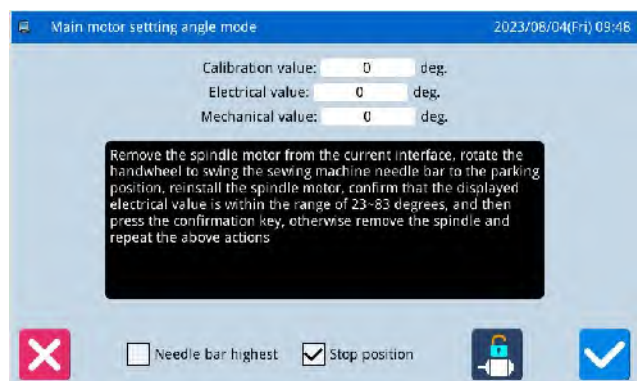 Main motor settting angle mode 2023/08/04(Fri) 09:48
Calibration value: 0 deg.
Electrical value: 0 deg.
Mechanical value: 0 deg.
Remove the spindle motor from the current interface, rotate the
handwheel to swing the sewing machine needle bar to the parking
position, reinstall the spindle motor, confirm that the displayed
electrical value is within the range of 23~83 degrees, and then
press the confirmation key, otherwise remove the spindle and
repeat the above actions
Needle bar highest Stop position